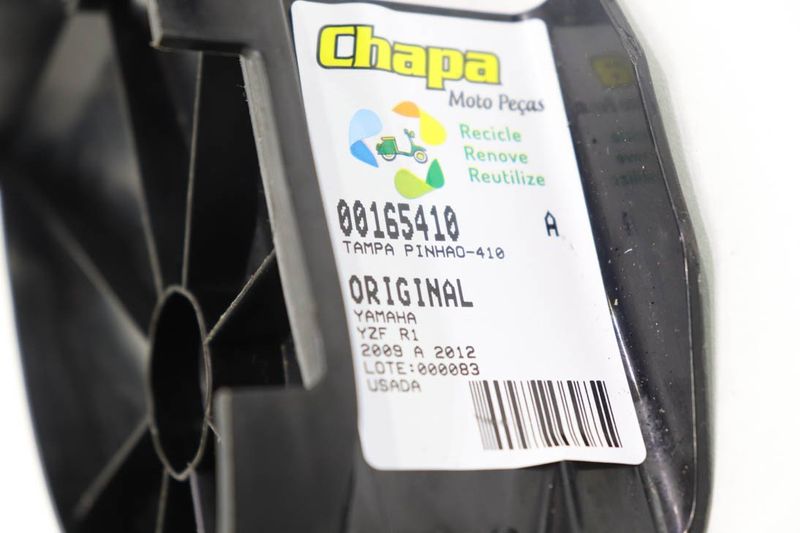 Chapa
Moto Peças
Recicle
Renove
Reutilize
00165410 A
TAMPA PINHAO-410
ORIGINAL
YAMAHA
YZF R1
2009 A 2012
LOTE:000083
USADA